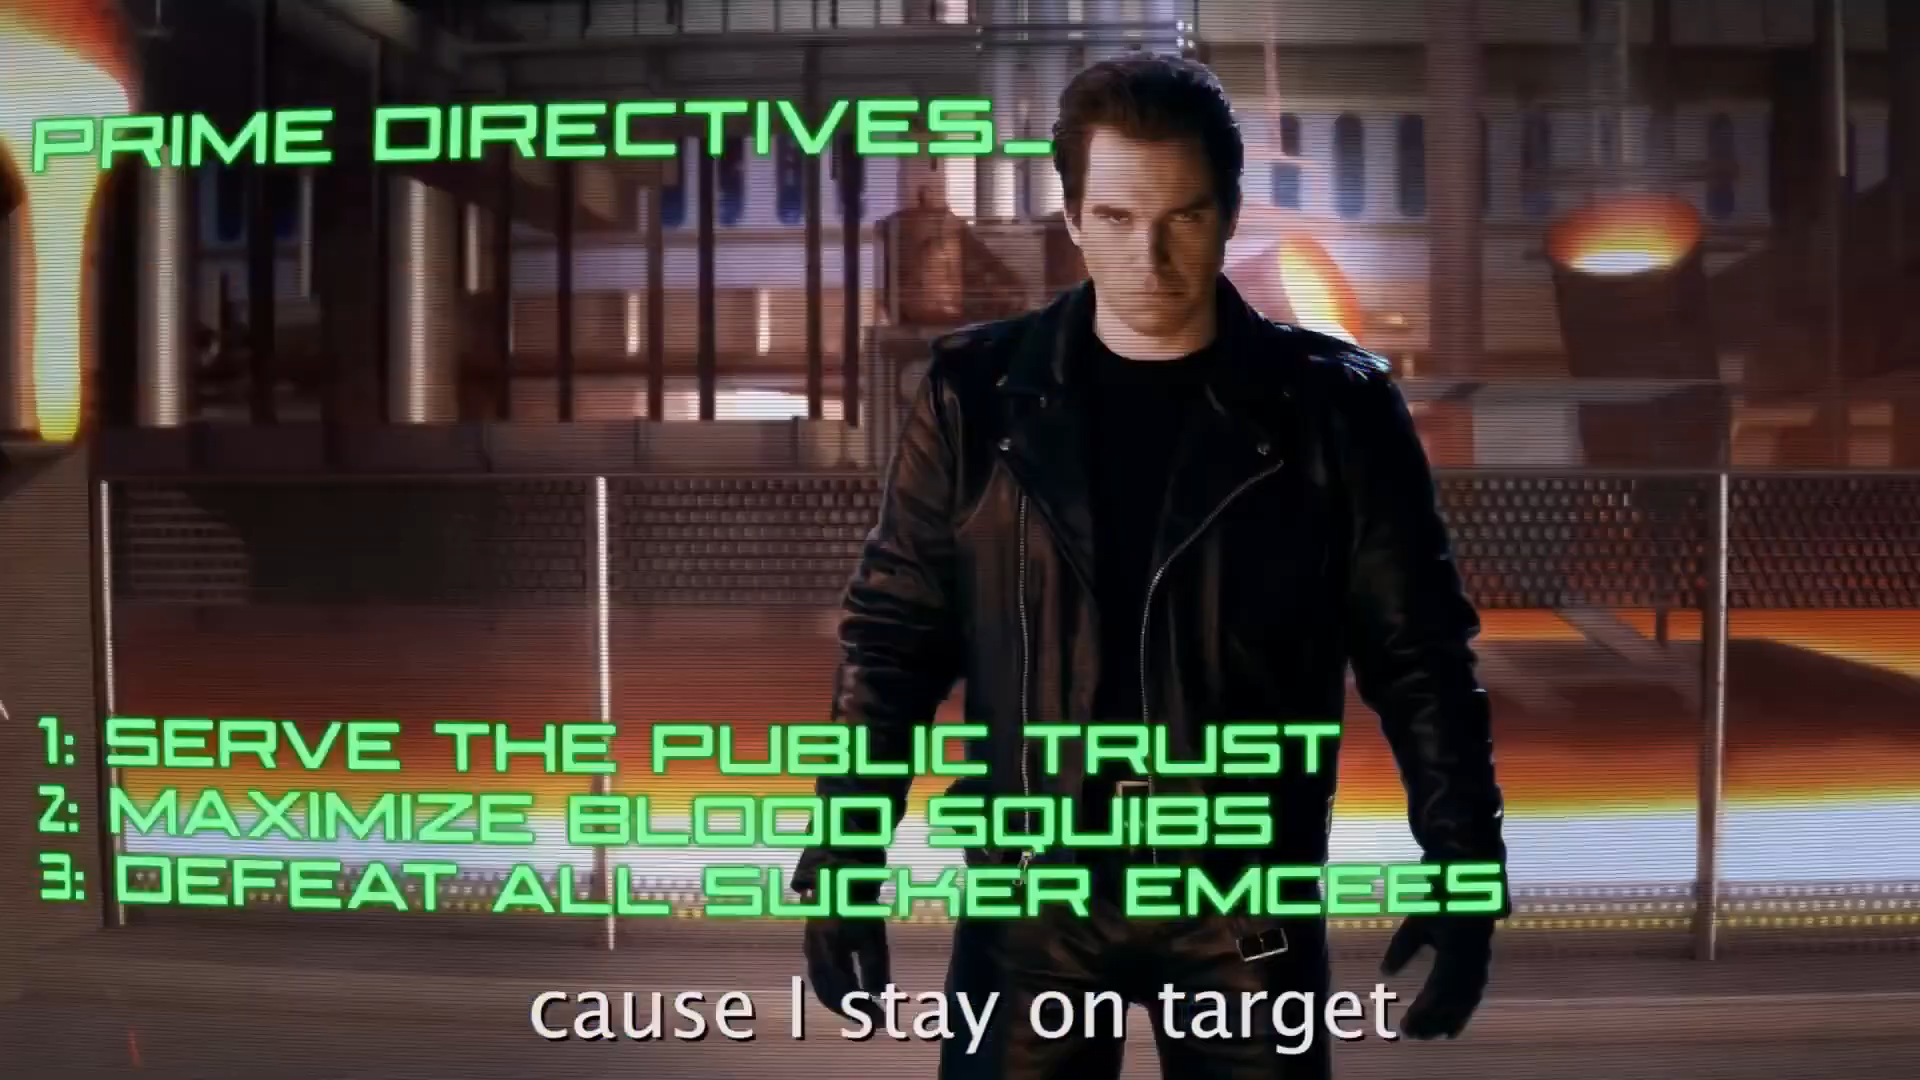 PRIME DIRECTIVES_
1: SERVE THE PUBLIC TRUST
2: MAXIMIZE BLOOD SQUIBS
3: DEFEAT ALL SUCKER EMCEES
cause I stay on target